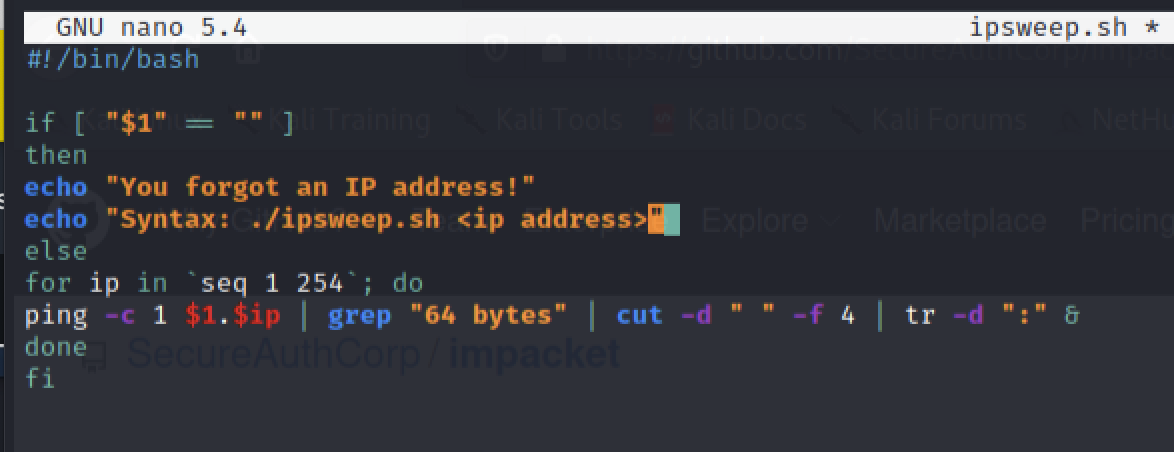 GNU nano 5.4 ipsweep.sh *
#!/bin/bash
if [ "$1" == "" ]
then
echo "You forgot an IP address!"
echo "Syntax: ./ipsweep.sh <ip address>"
else
for ip in `seq 1 254`; do
ping -c 1 $1.$ip | grep "64 bytes" | cut -d " " -f 4 | tr -d ":" &
done
fi
https://github.com/SecureAuthCorp/impac
Kali Training Kali Tools Kali Docs Kali Forums NetHu
Explore Marketplace Pricing
SecureAuthCorp / impacket